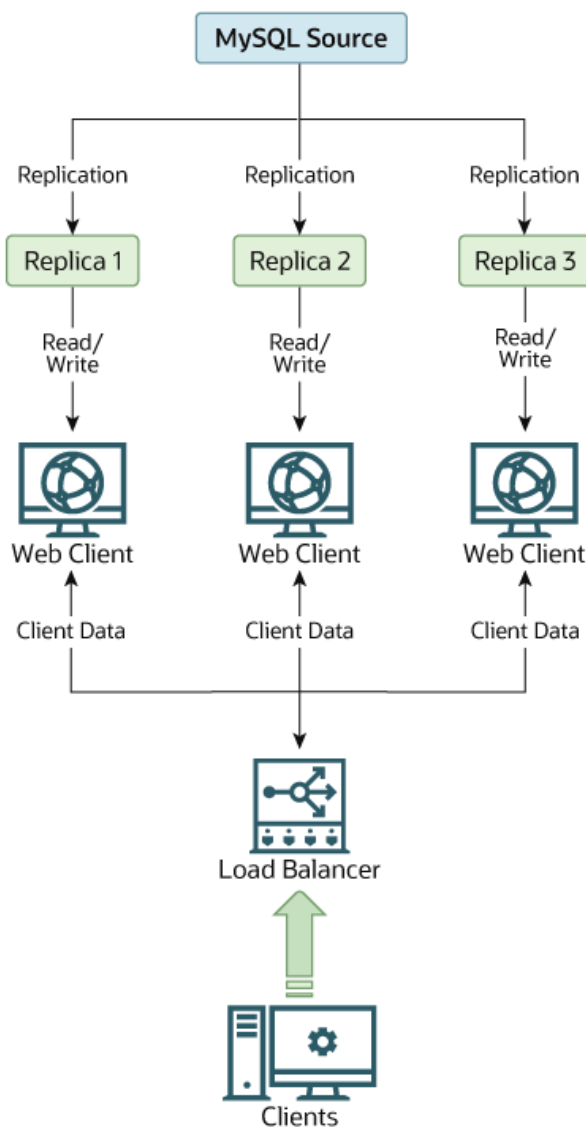 MySQL Source
Replication
Replication
Replication
Replica 1
Replica 2
Replica 3
Read/
Write
Read/
Write
Read/
Write
Web Client
Web Client
Web Client
Client Data
Client Data
Client Data
Load Balancer
Clients